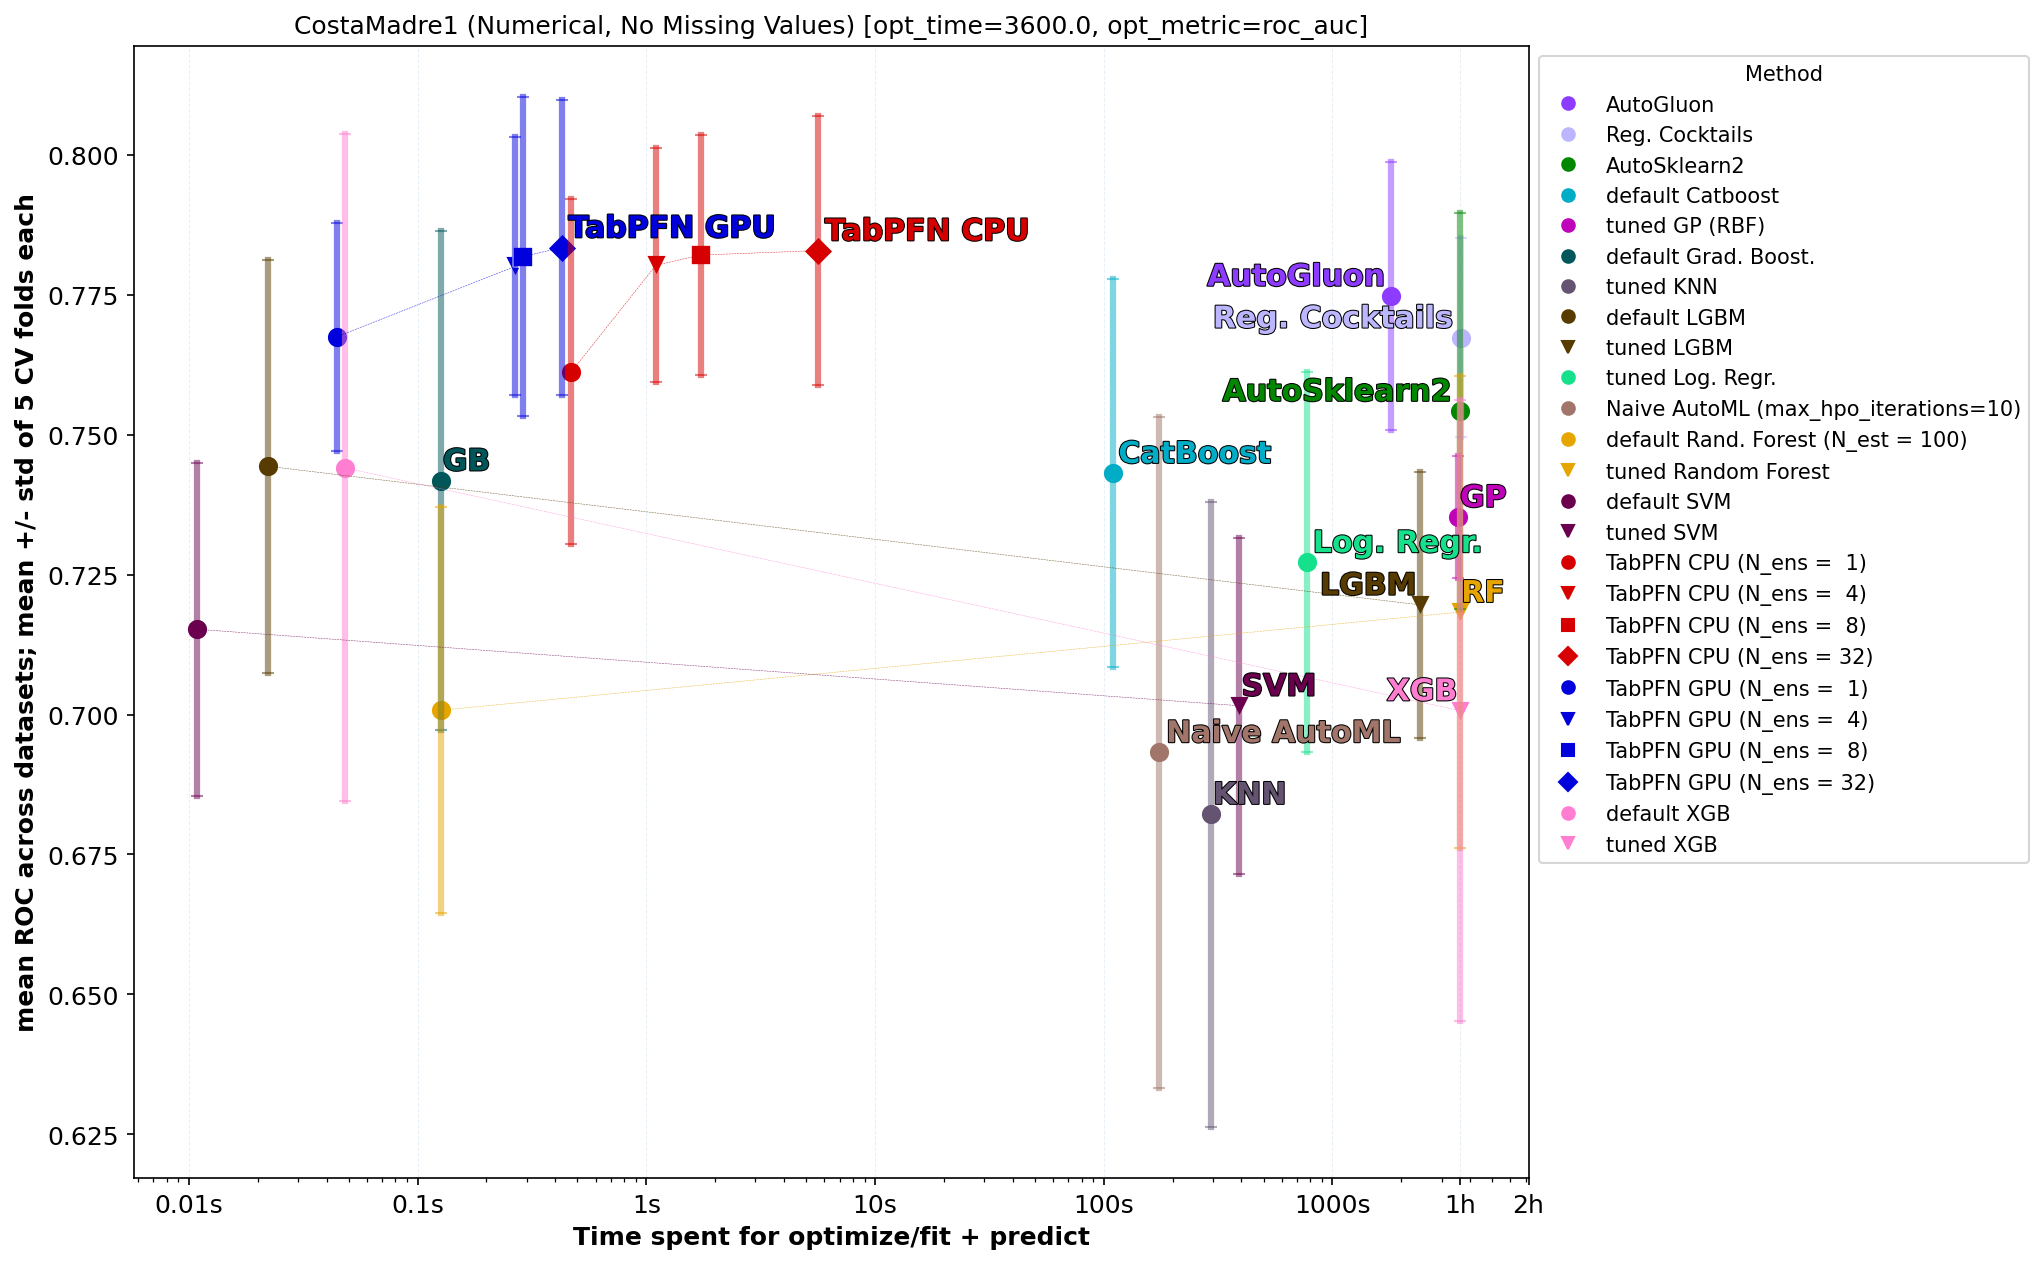 CostaMadre1 (Numerical, No Missing Values) [opt_time=3600.0, opt_metric=roc_auc]
mean ROC across datasets; mean +/- std of 5 CV folds each
0.800
0.775
0.750
0.725
0.700
0.675
0.650
0.625
TabPFN GPU
TabPFN CPU
AutoGluon
Reg. Cocktails
AutoSklearn2
GB
CatBoost
GP
Log. Regr.
LGBM
RF
SVM
XGB
Naive AutoML
KNN
0.01s
0.1s
1s
10s
100s
1000s
1h
2h
Time spent for optimize/fit + predict
Method
AutoGluon
Reg. Cocktails
AutoSklearn2
default Catboost
tuned GP (RBF)
default Grad. Boost.
tuned KNN
default LGBM
tuned LGBM
tuned Log. Regr.
Naive AutoML (max_hpo_iterations=10)
default Rand. Forest (N_est = 100)
tuned Random Forest
default SVM
tuned SVM
TabPFN CPU (N_ens =  1)
TabPFN CPU (N_ens =  4)
TabPFN CPU (N_ens =  8)
TabPFN CPU (N_ens = 32)
TabPFN GPU (N_ens =  1)
TabPFN GPU (N_ens =  4)
TabPFN GPU (N_ens =  8)
TabPFN GPU (N_ens = 32)
default XGB
tuned XGB